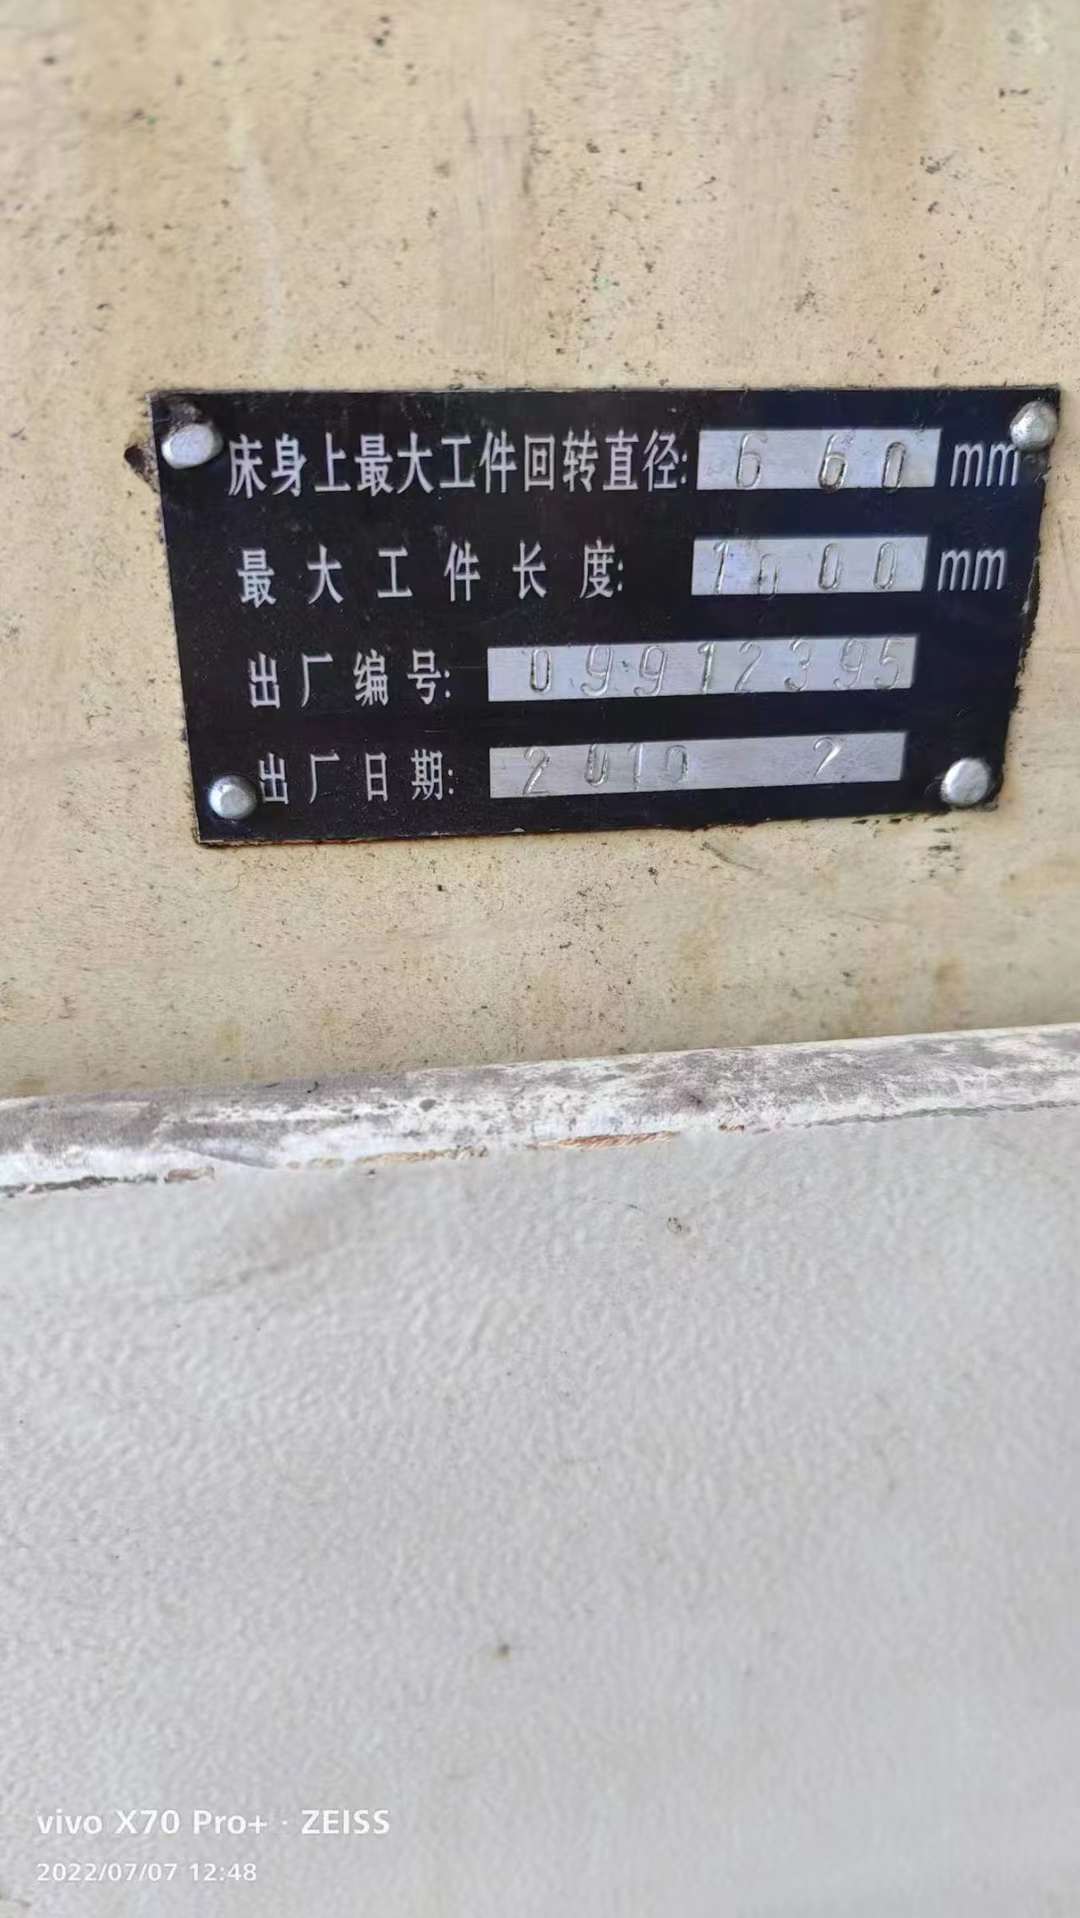 床身上最大工件回转直径: 660 mm
最大工件长度: 1000 mm
出厂编号: 09912395
出厂日期: 2010 2
vivo X70 Pro+ · ZEISS
2022/07/07 12:48